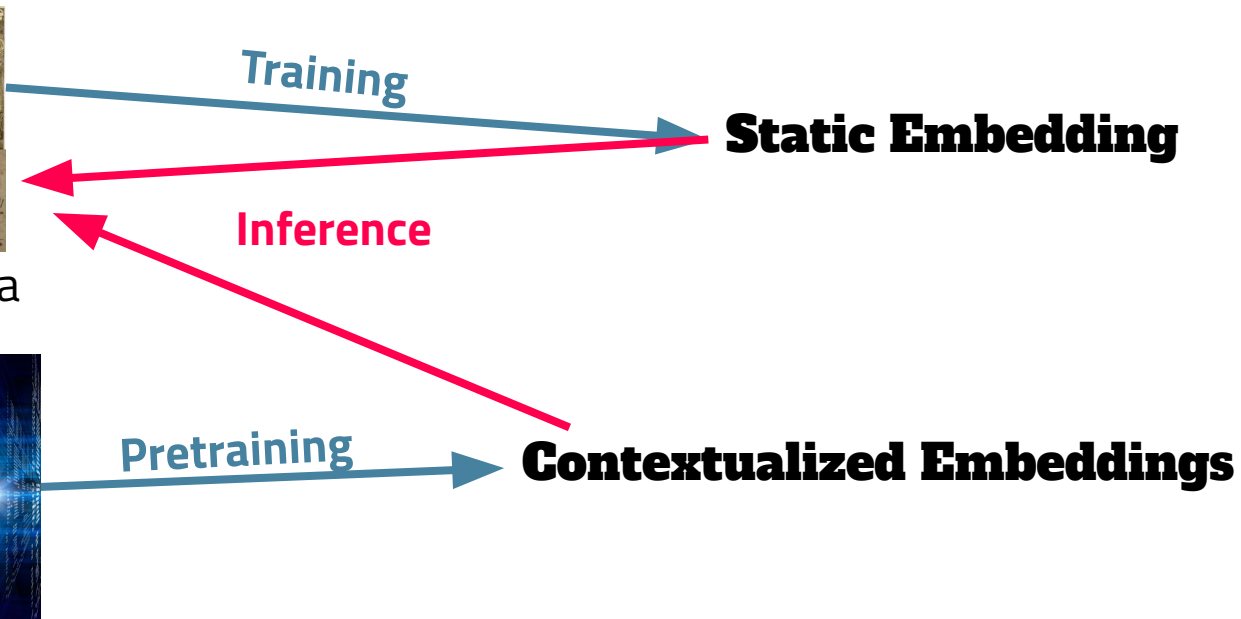 Training
Static Embedding
Inference
a
Pretraining
Contextualized Embeddings